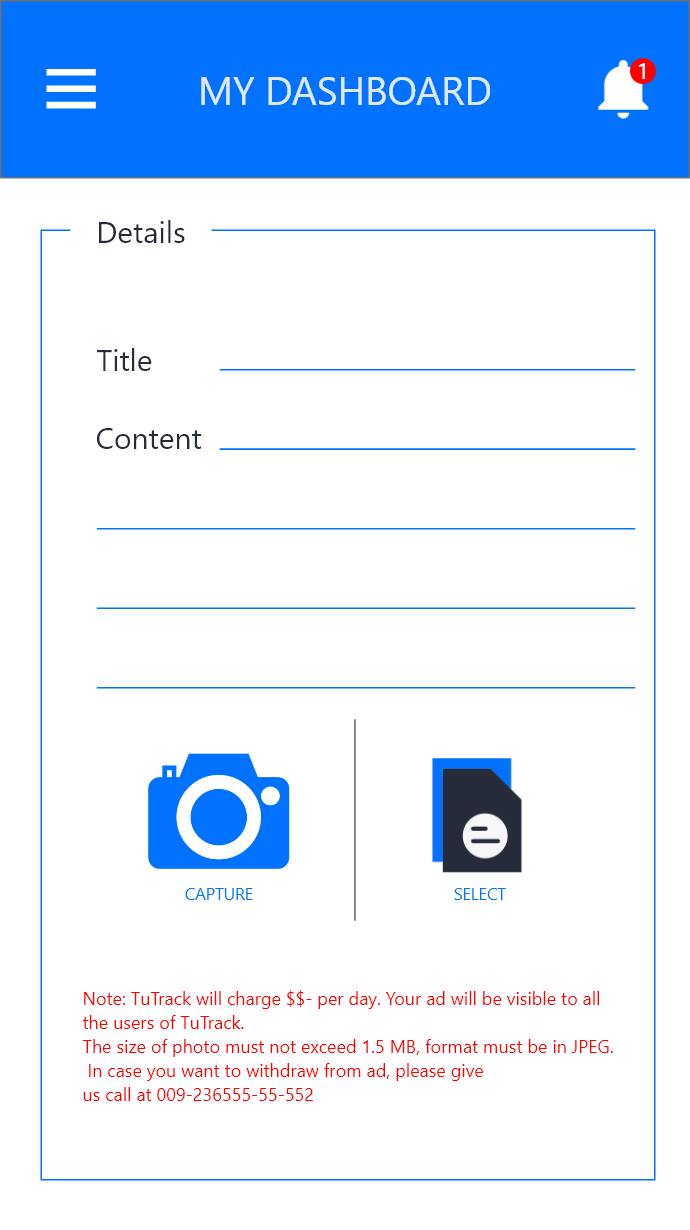 MY DASHBOARD
1
Details
Title
Content
CAPTURE
SELECT
Note: TuTrack will charge $$- per day. Your ad will be visible to all
the users of TuTrack.
The size of photo must not exceed 1.5 MB, format must be in JPEG.
In case you want to withdraw from ad, please give
us call at 009-236555-55-552